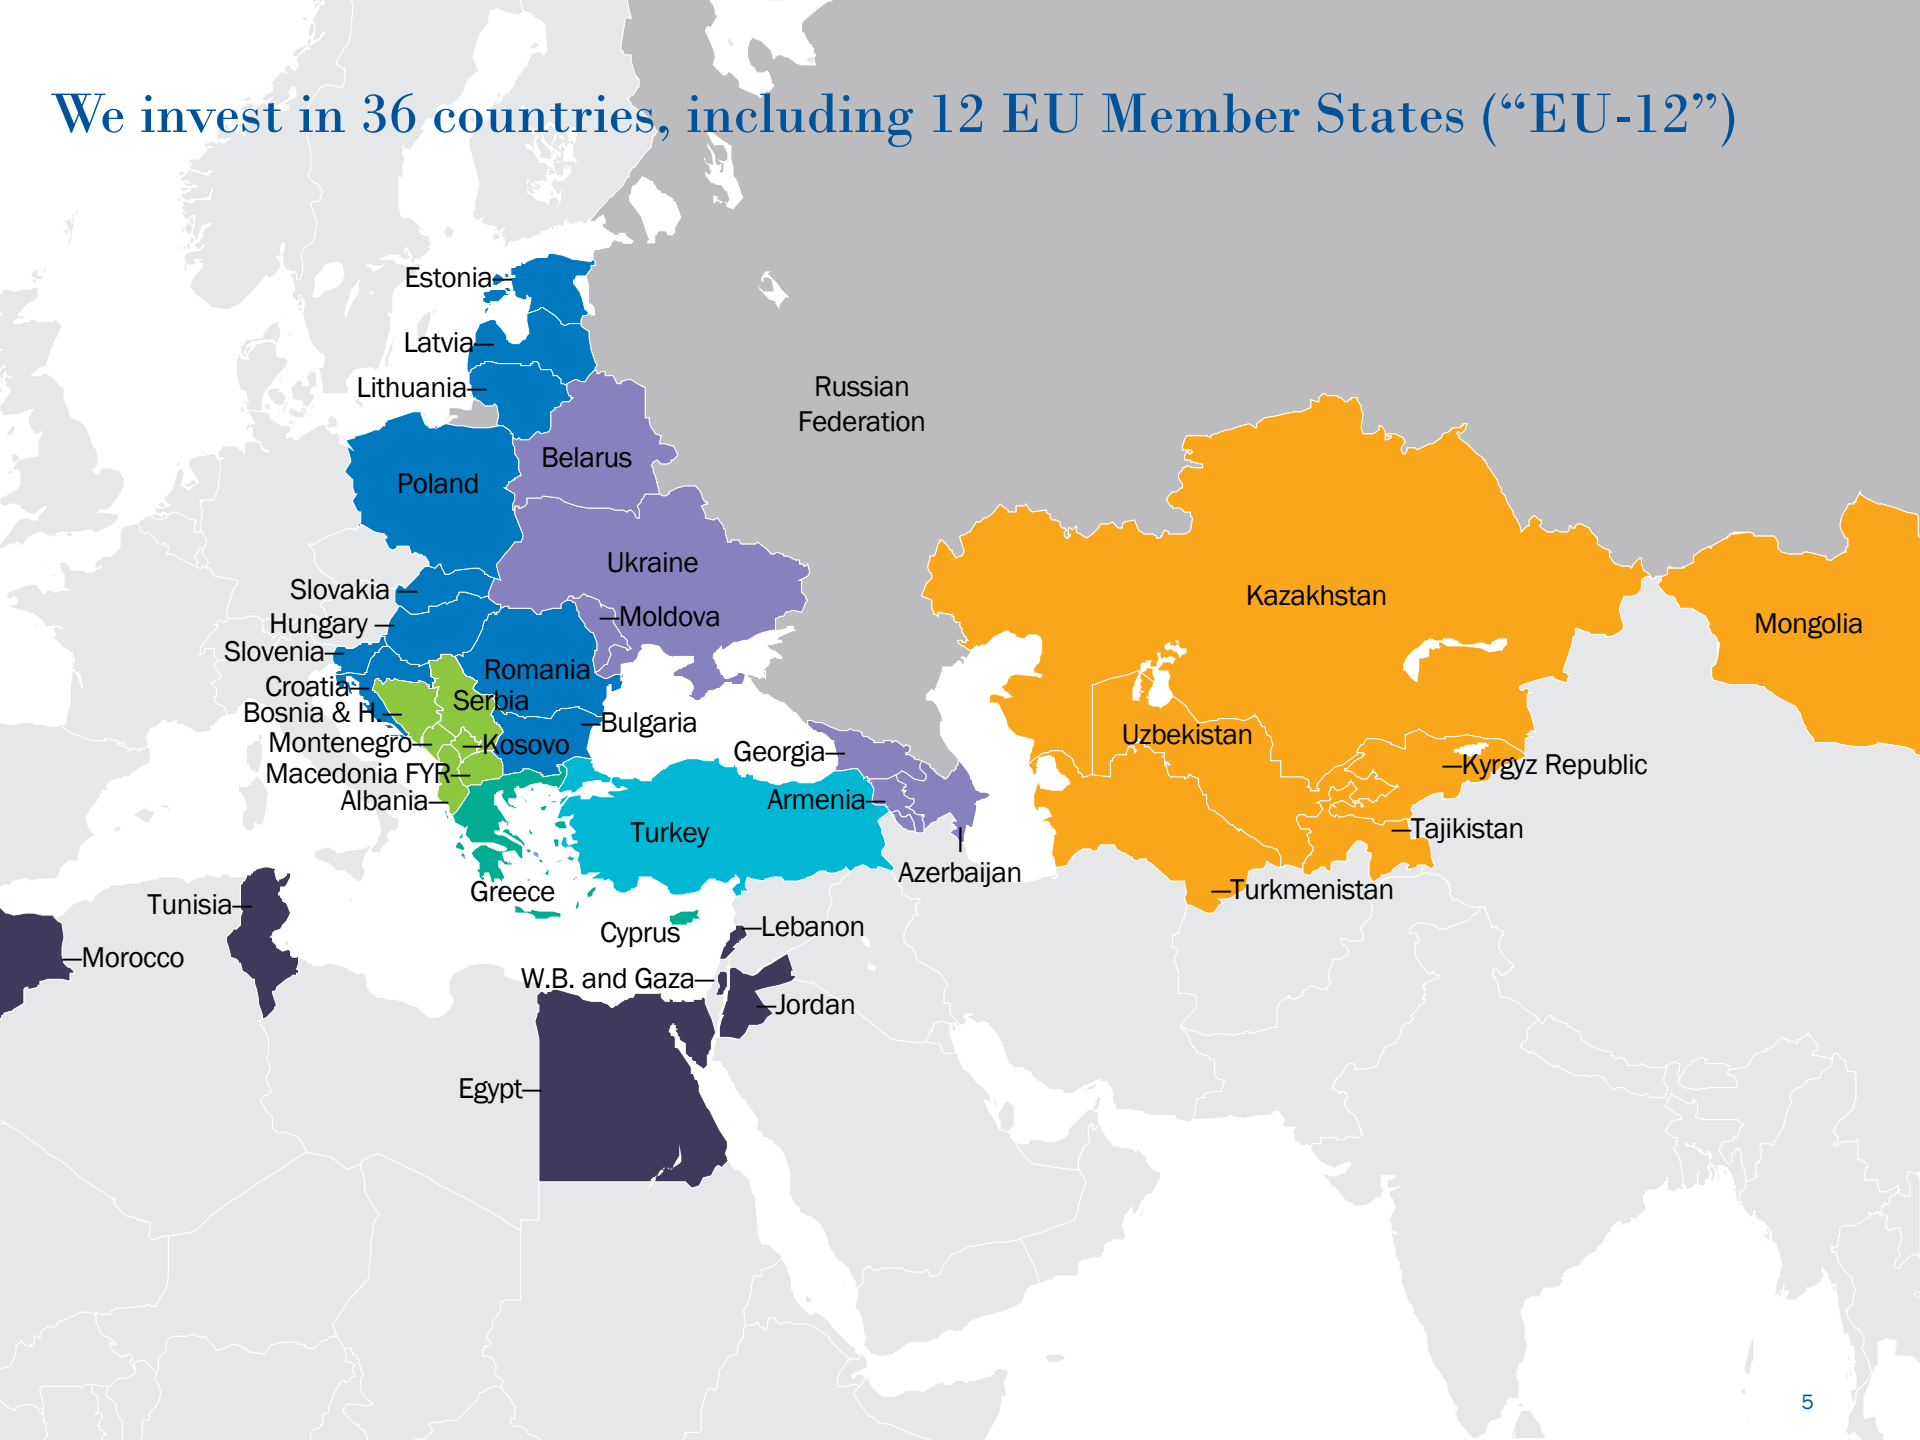 We invest in 36 countries, including 12 EU Member States (“EU-12”)
Estonia
Latvia
Lithuania
Russian
Federation
Belarus
Poland
Ukraine
Slovakia
Kazakhstan
Hungary
Moldova
Mongolia
Slovenia
Romania
Croatia
Serbia
Bosnia & H.
Bulgaria
Uzbekistan
Montenegro
Kosovo
Georgia
Kyrgyz Republic
Macedonia FYR
Albania
Armenia
Turkey
Tajikistan
Azerbaijan
Greece
Turkmenistan
Tunisia
Cyprus
Lebanon
Morocco
W.B. and Gaza
Jordan
Egypt
5